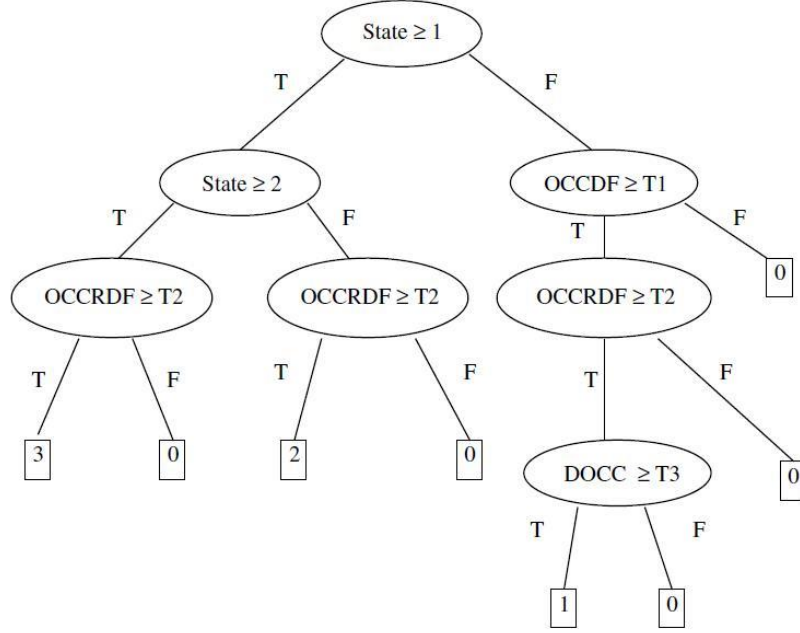 State ≥ 1
T F
State ≥ 2 OCCDF ≥ T1
T F T F
0
OCCRDF ≥ T2 OCCRDF ≥ T2 OCCRDF ≥ T2
T F T F T F
3 0 2 0 DOCC ≥ T3 0
T F
1 0